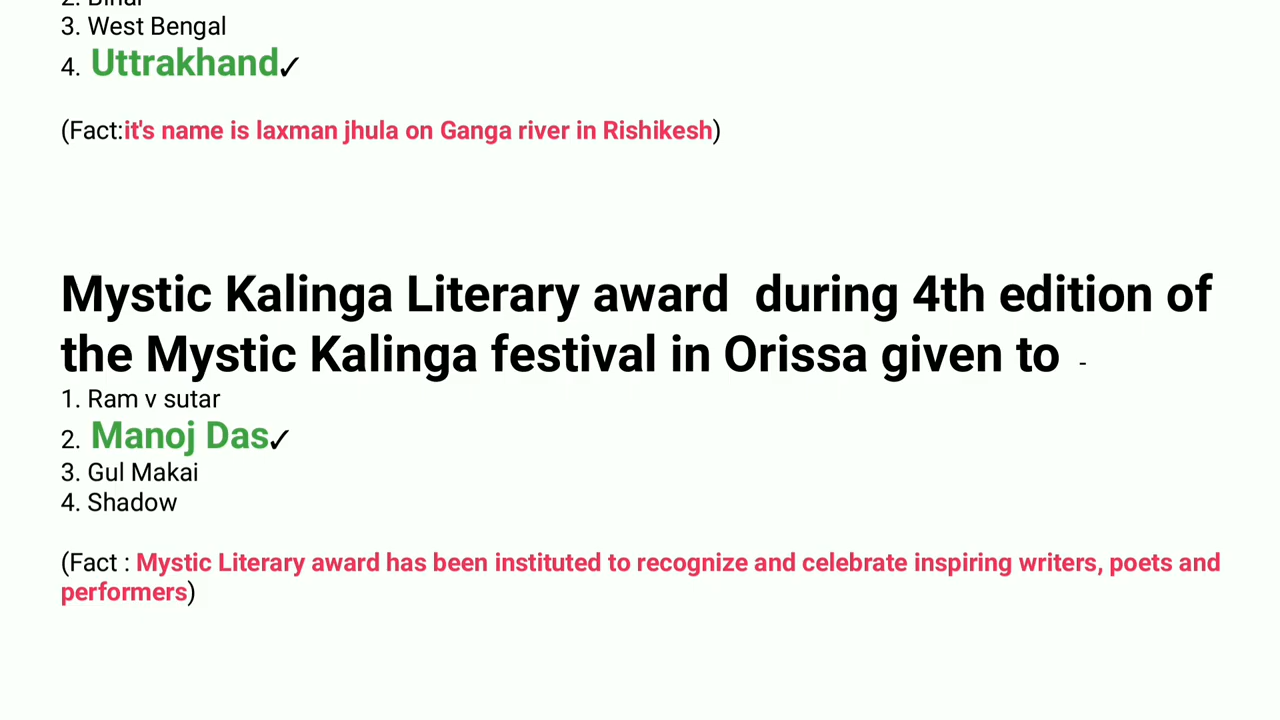 2. Bihar
3. West Bengal
4. Uttrakhand✓
(Fact:it's name is laxman jhula on Ganga river in Rishikesh)
Mystic Kalinga Literary award during 4th edition of
the Mystic Kalinga festival in Orissa given to -
1. Ram v sutar
2. Manoj Das✓
3. Gul Makai
4. Shadow
(Fact : Mystic Literary award has been instituted to recognize and celebrate inspiring writers, poets and
performers)